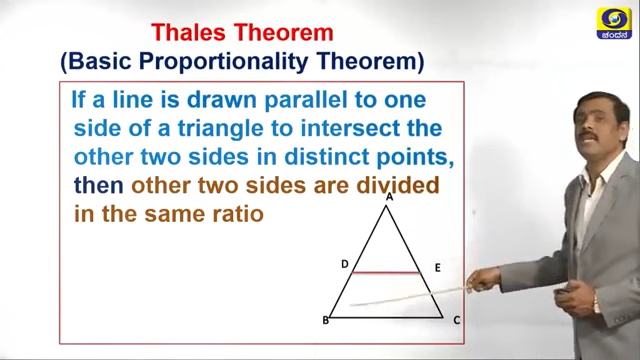 Thales Theorem
(Basic Proportionality Theorem)
If a line is drawn parallel to one
side of a triangle to intersect the
other two sides in distinct points,
then other two sides are divided
in the same ratio
A
D
E
B
C
ಚಂದನ